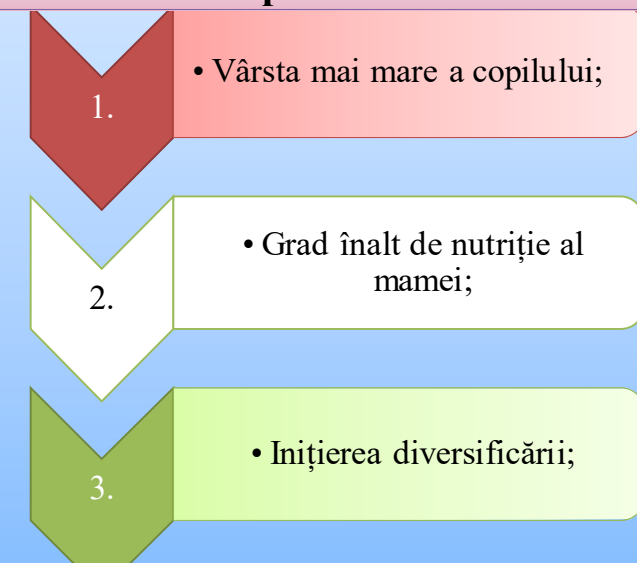 1.
• Vârsta mai mare a copilului;
2.
• Grad înalt de nutriție al
mamei;
3.
• Inițierea diversificării;